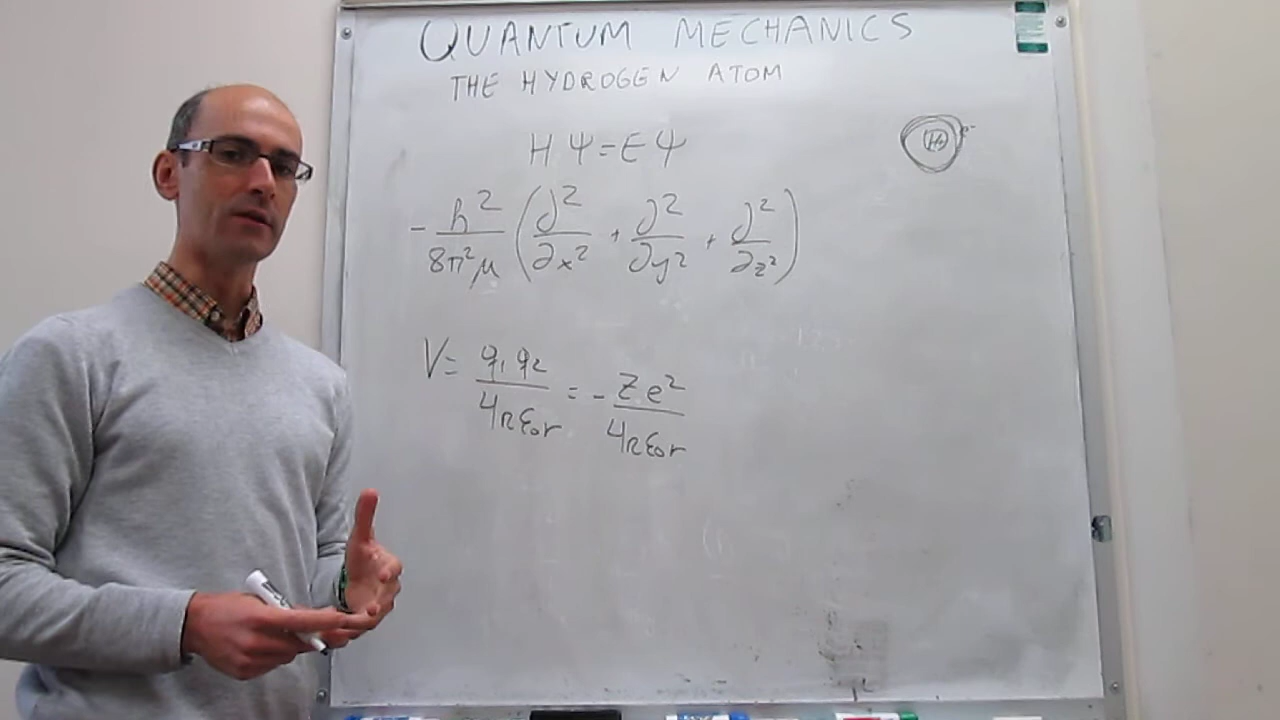 QUANTUM MECHANICS
THE HYDROGEN ATOM
e⁻
HΨ=EΨ
- h²/8π²μ (∂²/∂x² + ∂²/∂y² + ∂²/∂z²)
V= q₁q₂/4πε₀r = - Ze²/4πε₀r